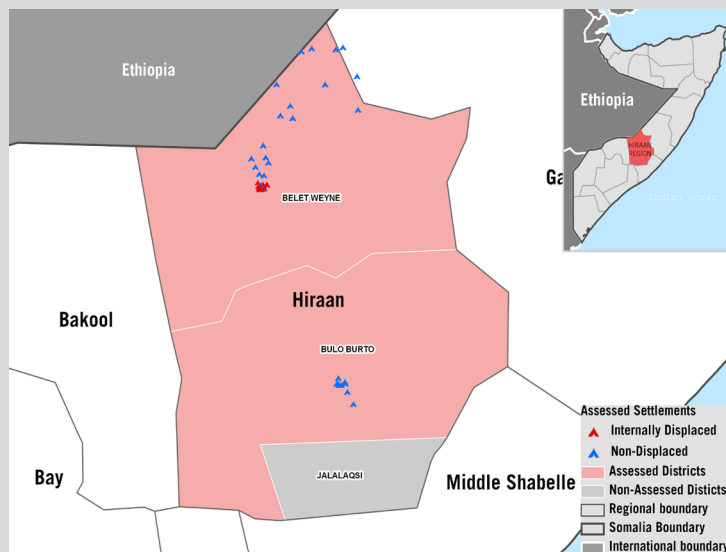 Ethiopia
Ethiopia
HIRAAN
REGION
Indian Ocean
Ga
BELET WEYNE
Hiraan
Bakool
BULO BURTO
Bay
JALALAQSI
Middle Shabelle
Assessed Settlements
Internally Displaced
Non-Displaced
Assessed Districts
Non-Assessed Disticts
Regional boundary
Somalia Boundary
International boundary